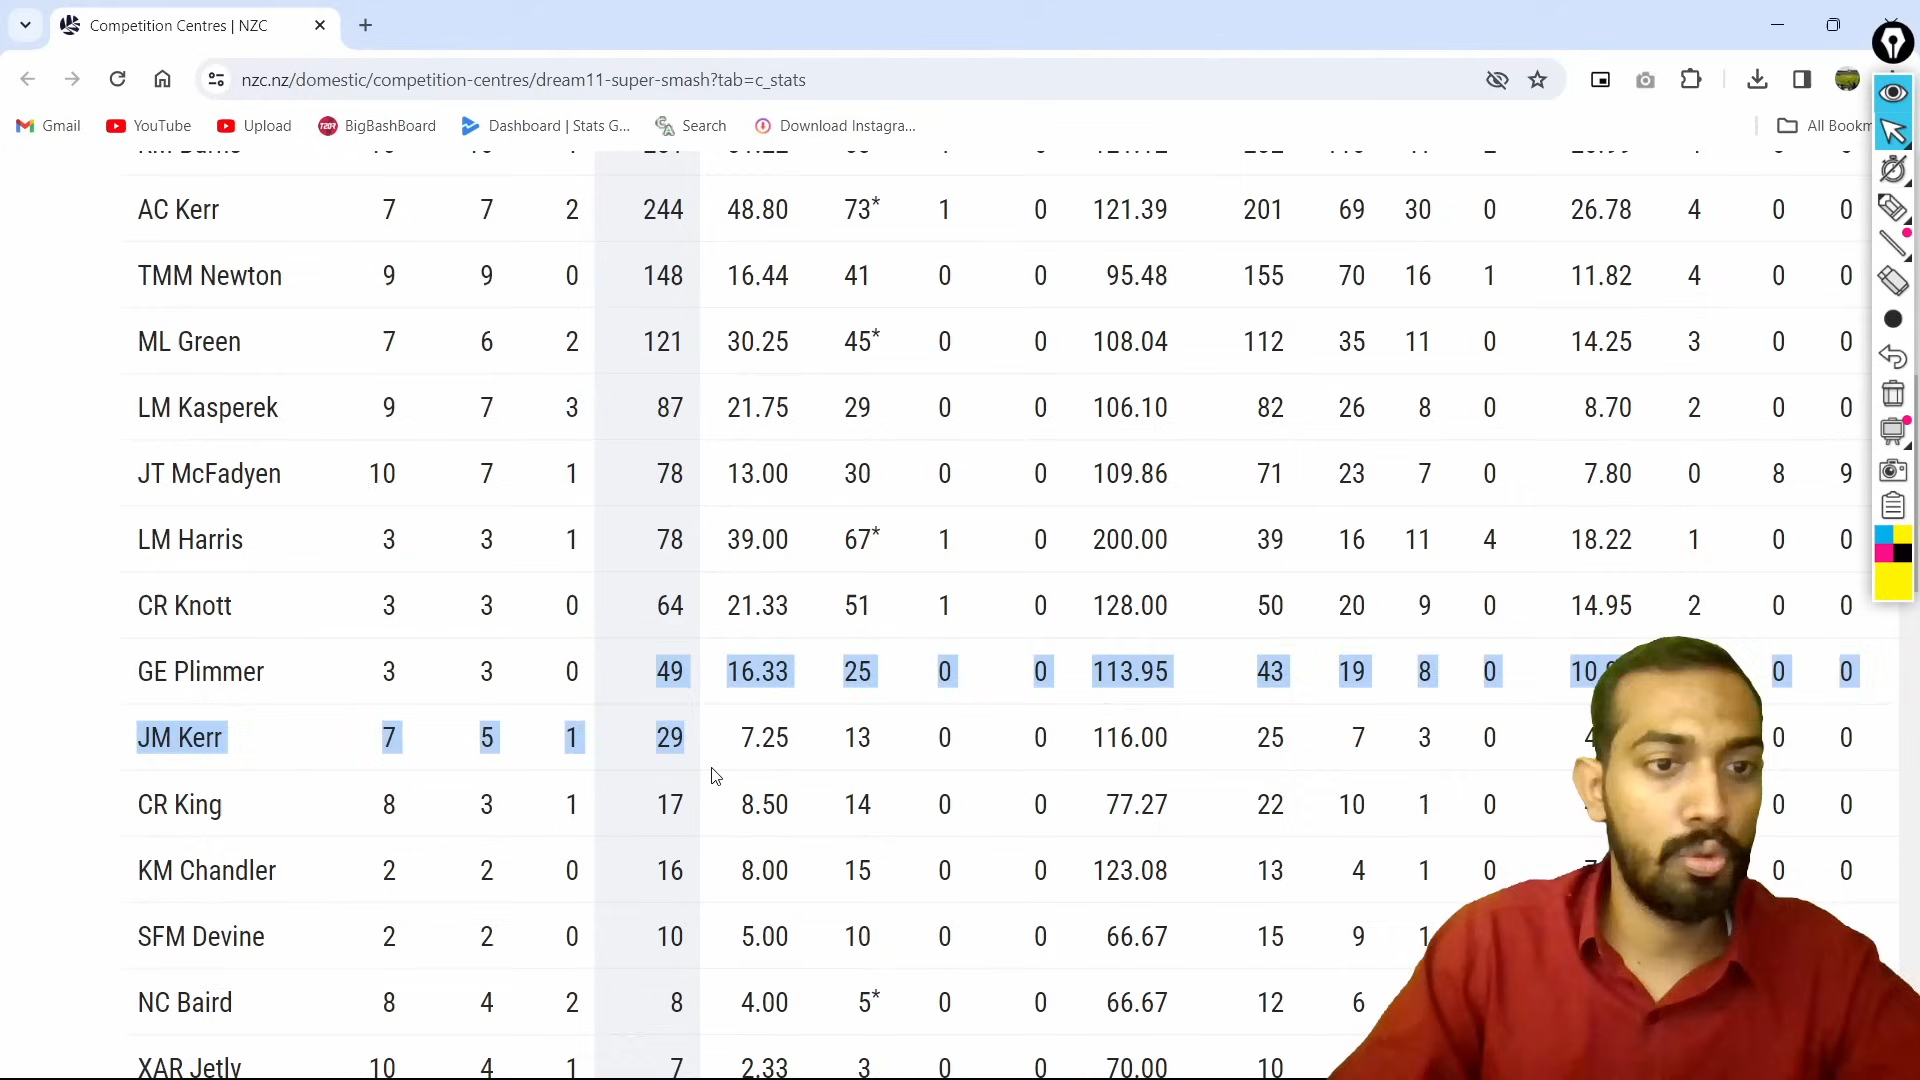 Competition Centres | NZC
nzc.nz/domestic/competition-centres/dream11-super-smash?tab=c_stats
Gmail YouTube Upload BigBashBoard Dashboard | Stats G... Search Download Instagra... All Bookm
AC Kerr 7 7 2 244 48.80 73* 1 0 121.39 201 69 30 0 26.78 4 0 0
TMM Newton 9 9 0 148 16.44 41 0 0 95.48 155 70 16 1 11.82 4 0 0
ML Green 7 6 2 121 30.25 45* 0 0 108.04 112 35 11 0 14.25 3 0 0
LM Kasperek 9 7 3 87 21.75 29 0 0 106.10 82 26 8 0 8.70 2 0 0
JT McFadyen 10 7 1 78 13.00 30 0 0 109.86 71 23 7 0 7.80 0 8 9
LM Harris 3 3 1 78 39.00 67* 1 0 200.00 39 16 11 4 18.22 1 0 0
CR Knott 3 3 0 64 21.33 51 1 0 128.00 50 20 9 0 14.95 2 0 0
GE Plimmer 3 3 0 49 16.33 25 0 0 113.95 43 19 8 0 10. 0 0
JM Kerr 7 5 1 29 7.25 13 0 0 116.00 25 7 3 0 0 0
CR King 8 3 1 17 8.50 14 0 0 77.27 22 10 1 0 0 0
KM Chandler 2 2 0 16 8.00 15 0 0 123.08 13 4 1 0 0 0
SFM Devine 2 2 0 10 5.00 10 0 0 66.67 15 9 1
NC Baird 8 4 2 8 4.00 5* 0 0 66.67 12 6
XAR Jetly 10 4 1 7 2.33 3 0 0 70.00 10